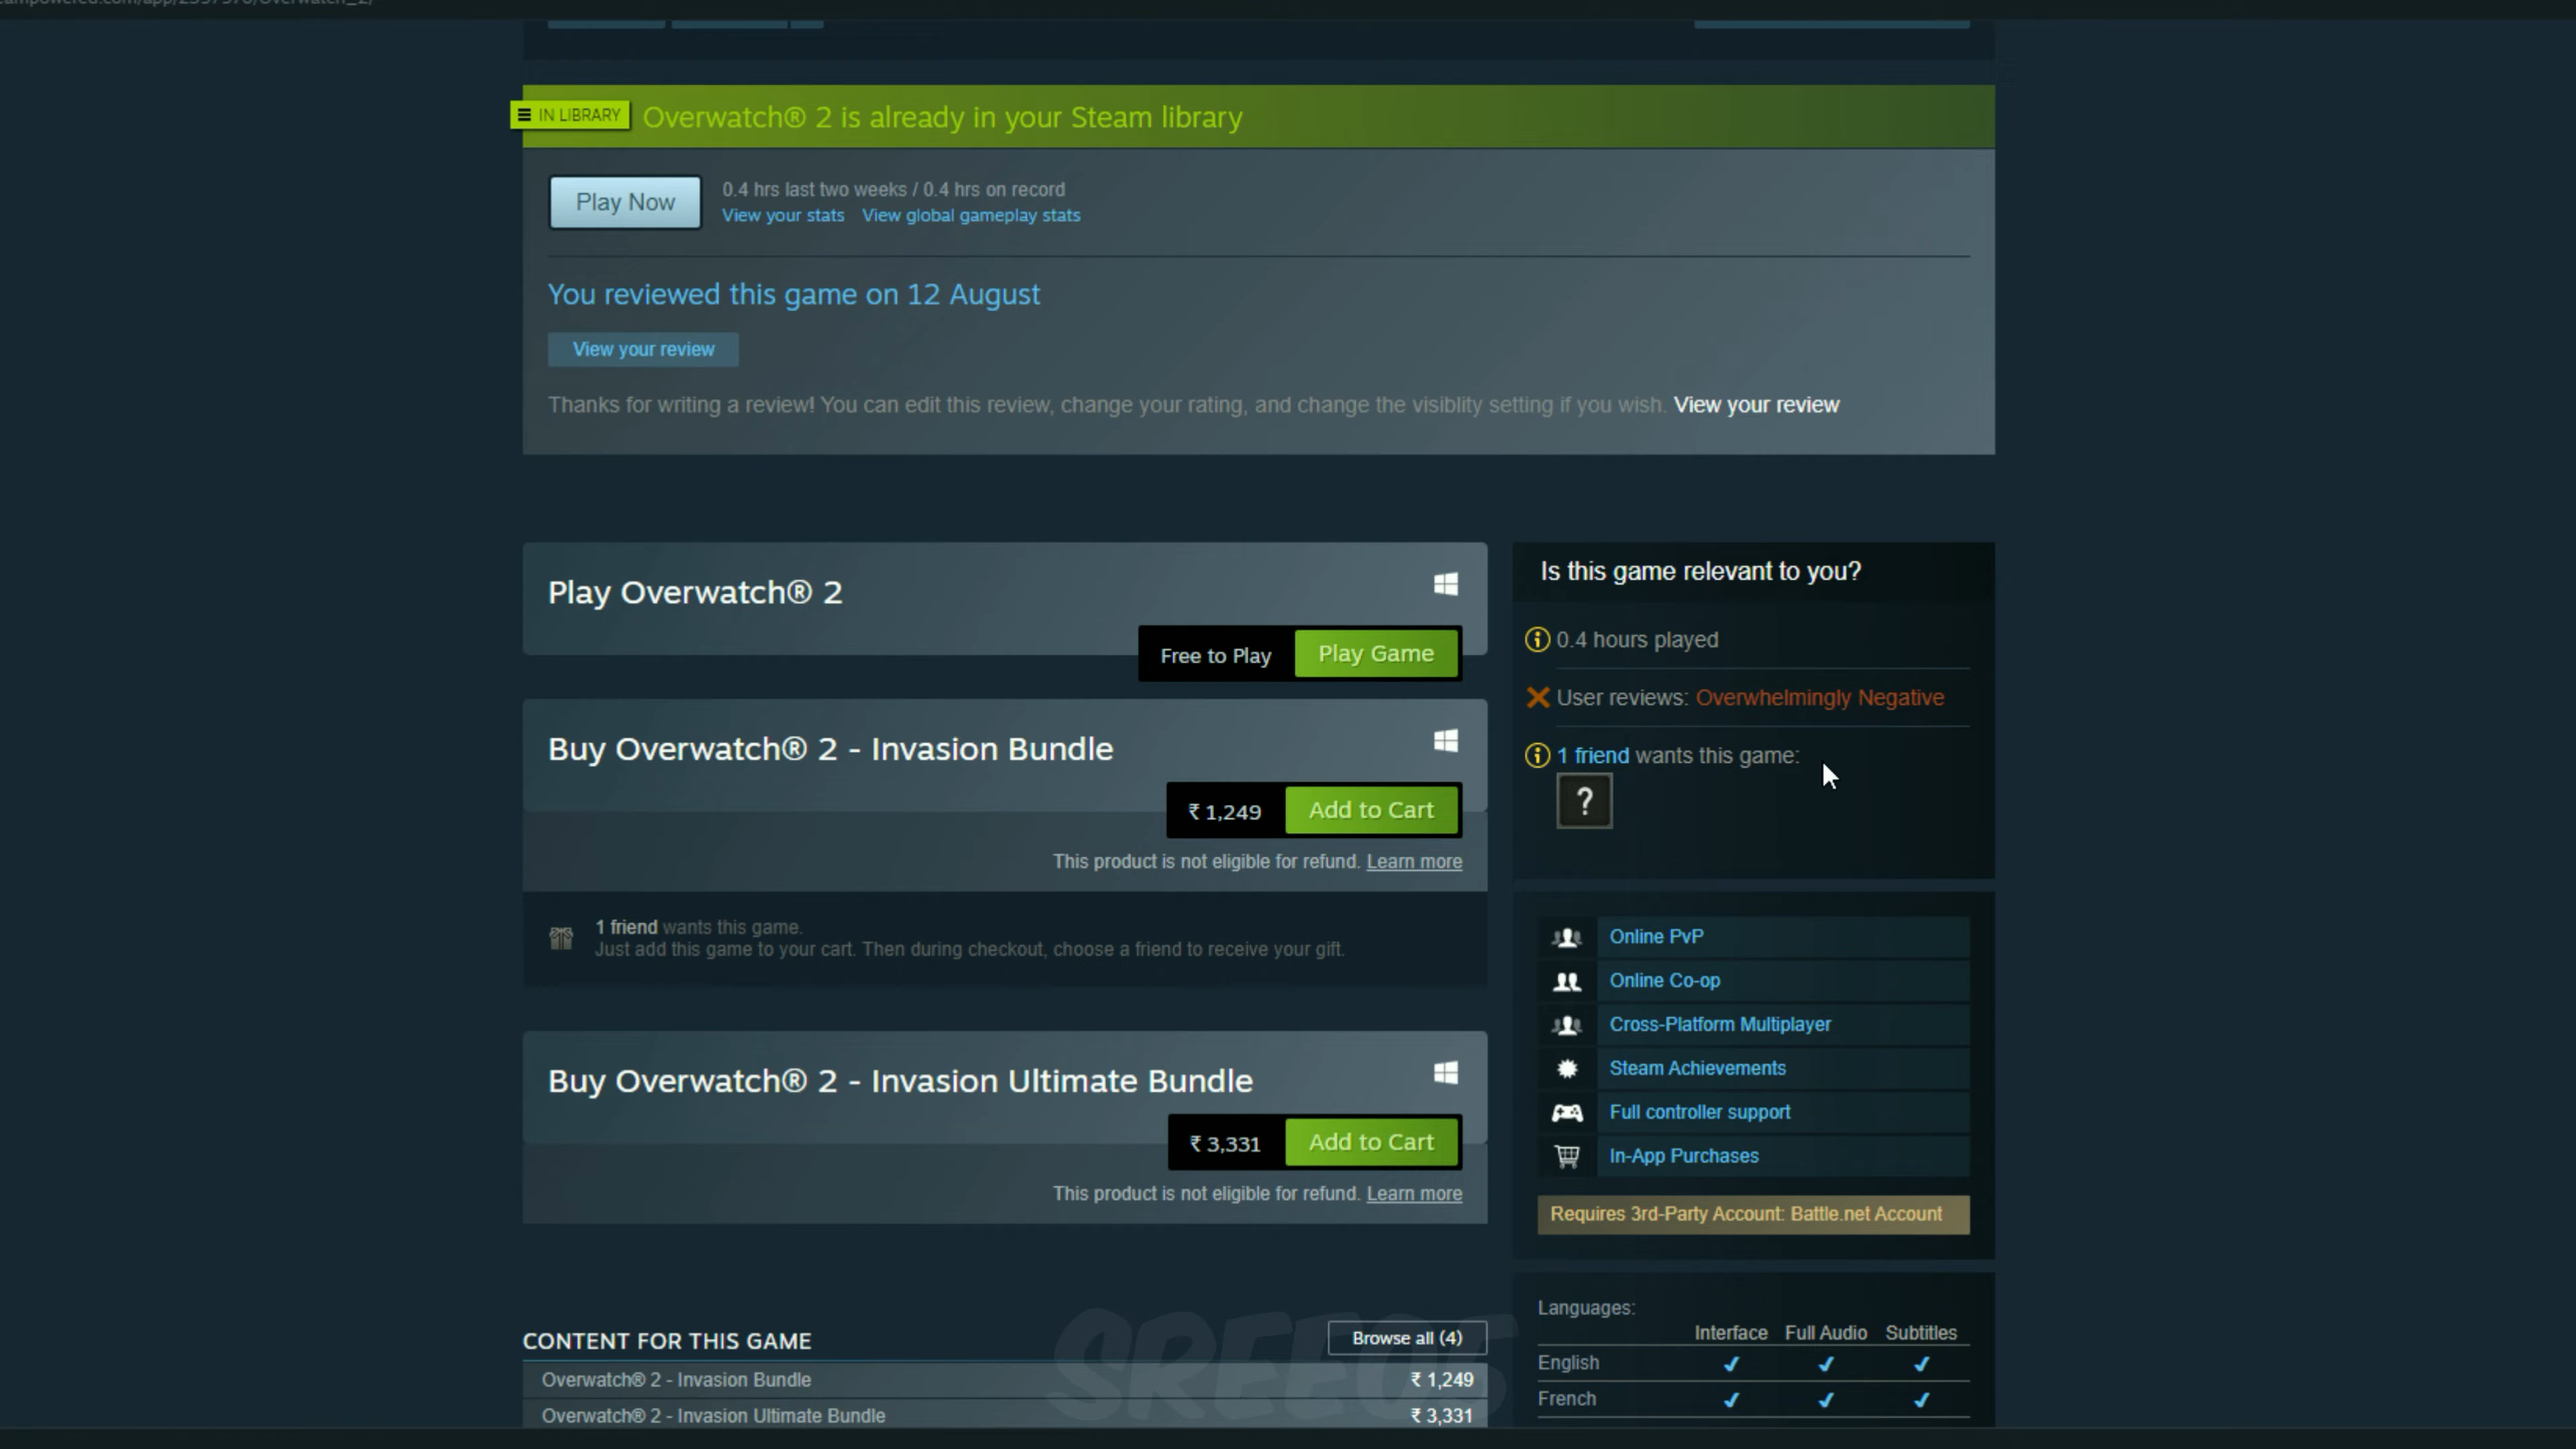 IN LIBRARY
Overwatch® 2 is already in your Steam library
Play Now
0.4 hrs last two weeks / 0.4 hrs on record
View your stats View global gameplay stats
You reviewed this game on 12 August
View your review
Thanks for writing a review! You can edit this review, change your rating, and change the visiblity setting if you wish. View your review
Play Overwatch® 2
Free to Play Play Game
Buy Overwatch® 2 - Invasion Bundle
₹ 1,249 Add to Cart
This product is not eligible for refund. Learn more
1 friend wants this game.
Just add this game to your cart. Then during checkout, choose a friend to receive your gift.
Buy Overwatch® 2 - Invasion Ultimate Bundle
₹ 3,331 Add to Cart
This product is not eligible for refund. Learn more
CONTENT FOR THIS GAME Browse all (4)
Overwatch® 2 - Invasion Bundle ₹ 1,249
Overwatch® 2 - Invasion Ultimate Bundle ₹ 3,331
Is this game relevant to you?
0.4 hours played
User reviews: Overwhelmingly Negative
1 friend wants this game:
?
Online PvP
Online Co-op
Cross-Platform Multiplayer
Steam Achievements
Full controller support
In-App Purchases
Requires 3rd-Party Account: Battle.net Account
Languages:
Interface Full Audio Subtitles
English ✔ ✔ ✔
French ✔ ✔ ✔